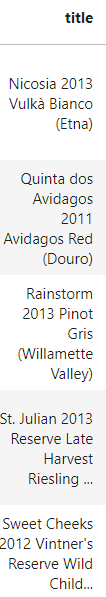 title
Nicosia 2013
Vulkà Bianco
(Etna)
Quinta dos
Avidagos
2011
Avidagos Red
(Douro)
Rainstorm
2013 Pinot
Gris
(Willamette
Valley)
St. Julian 2013
Reserve Late
Harvest
Riesling ...
Sweet Cheeks
2012 Vintner's
Reserve Wild
Child...